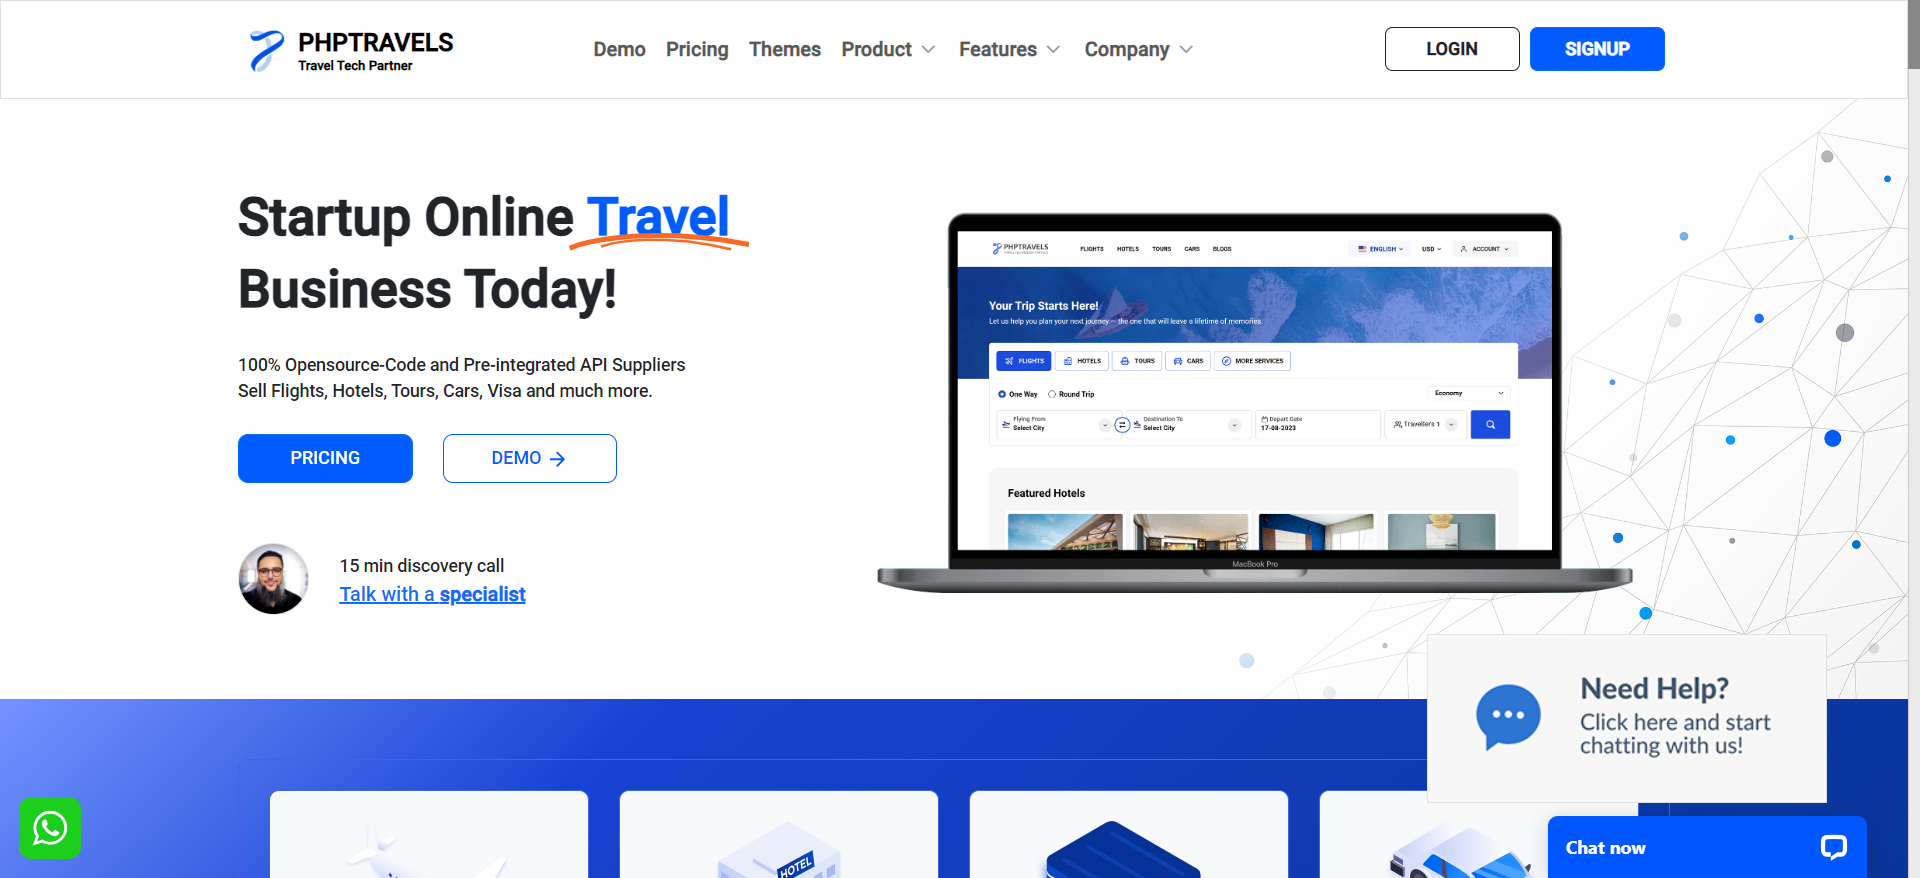 PHPTRAVELS
Travel Tech Partner
Demo
Pricing
Themes
Product
Features
Company
LOGIN
SIGNUP
Startup Online Travel
Business Today!
100% Opensource-Code and Pre-integrated API Suppliers
Sell Flights, Hotels, Tours, Cars, Visa and much more.
PRICING
DEMO
15 min discovery call
Talk with a specialist
PHPTRAVELS
FLIGHTS
HOTELS
TOURS
CARS
BLOGS
ENGLISH
USD
ACCOUNT
Your Trip Starts Here!
Let us help you plan your next journey — the one that will leave a lifetime of memories.
FLIGHTS
HOTELS
TOURS
CARS
MORE SERVICES
One Way
Round Trip
Economy
Flying From
Select City
Destination To
Select City
Depart Date
17-08-2023
Travellers 1
Featured Hotels
MacBook Pro
Need Help?
Click here and start
chatting with us!
HOTEL
Chat now